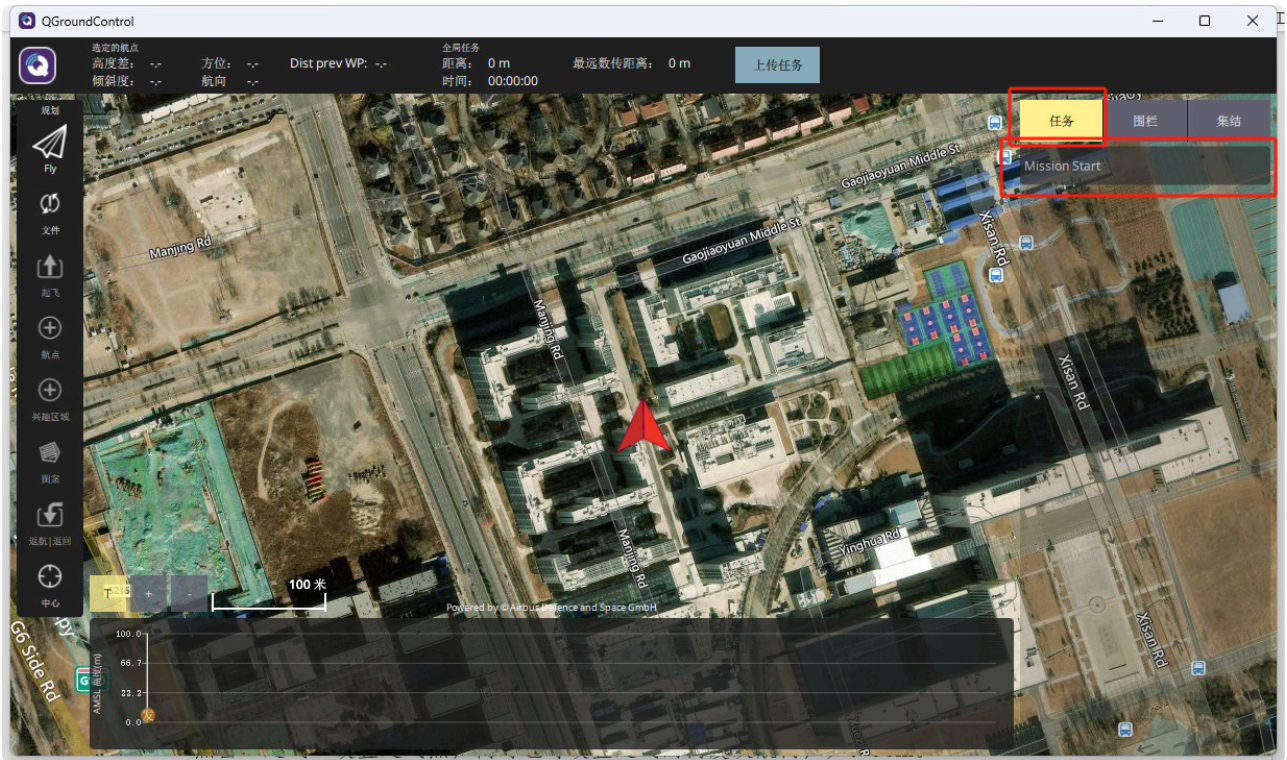 QGroundControl
选定的航点
高度差： -.- 方位： -.- Dist prev WP: -.-
倾斜度： -.- 航向 -.-
全局任务
距离： 0 m 最远数传距离： 0 m
时间： 00:00:00
上传任务
规划
Fly
文件
起飞
航点
兴趣区域
图案
返航|返回
中心
任务
围栏
集结
Mission Start
Gaojiaoyuan Middle St
Manjing Rd
Gaojiaoyuan Middle St
Xisan Rd
Manjing Rd
Xisan Rd
Yinghua Rd
Manjing Rd
Xisan Rd
G6 Side Rd
T
+
-
100 米
Powered by © Airbus Defence and Space GmbH
AMSL 高度(m)
100.0
66.7
22.2
0.0
发